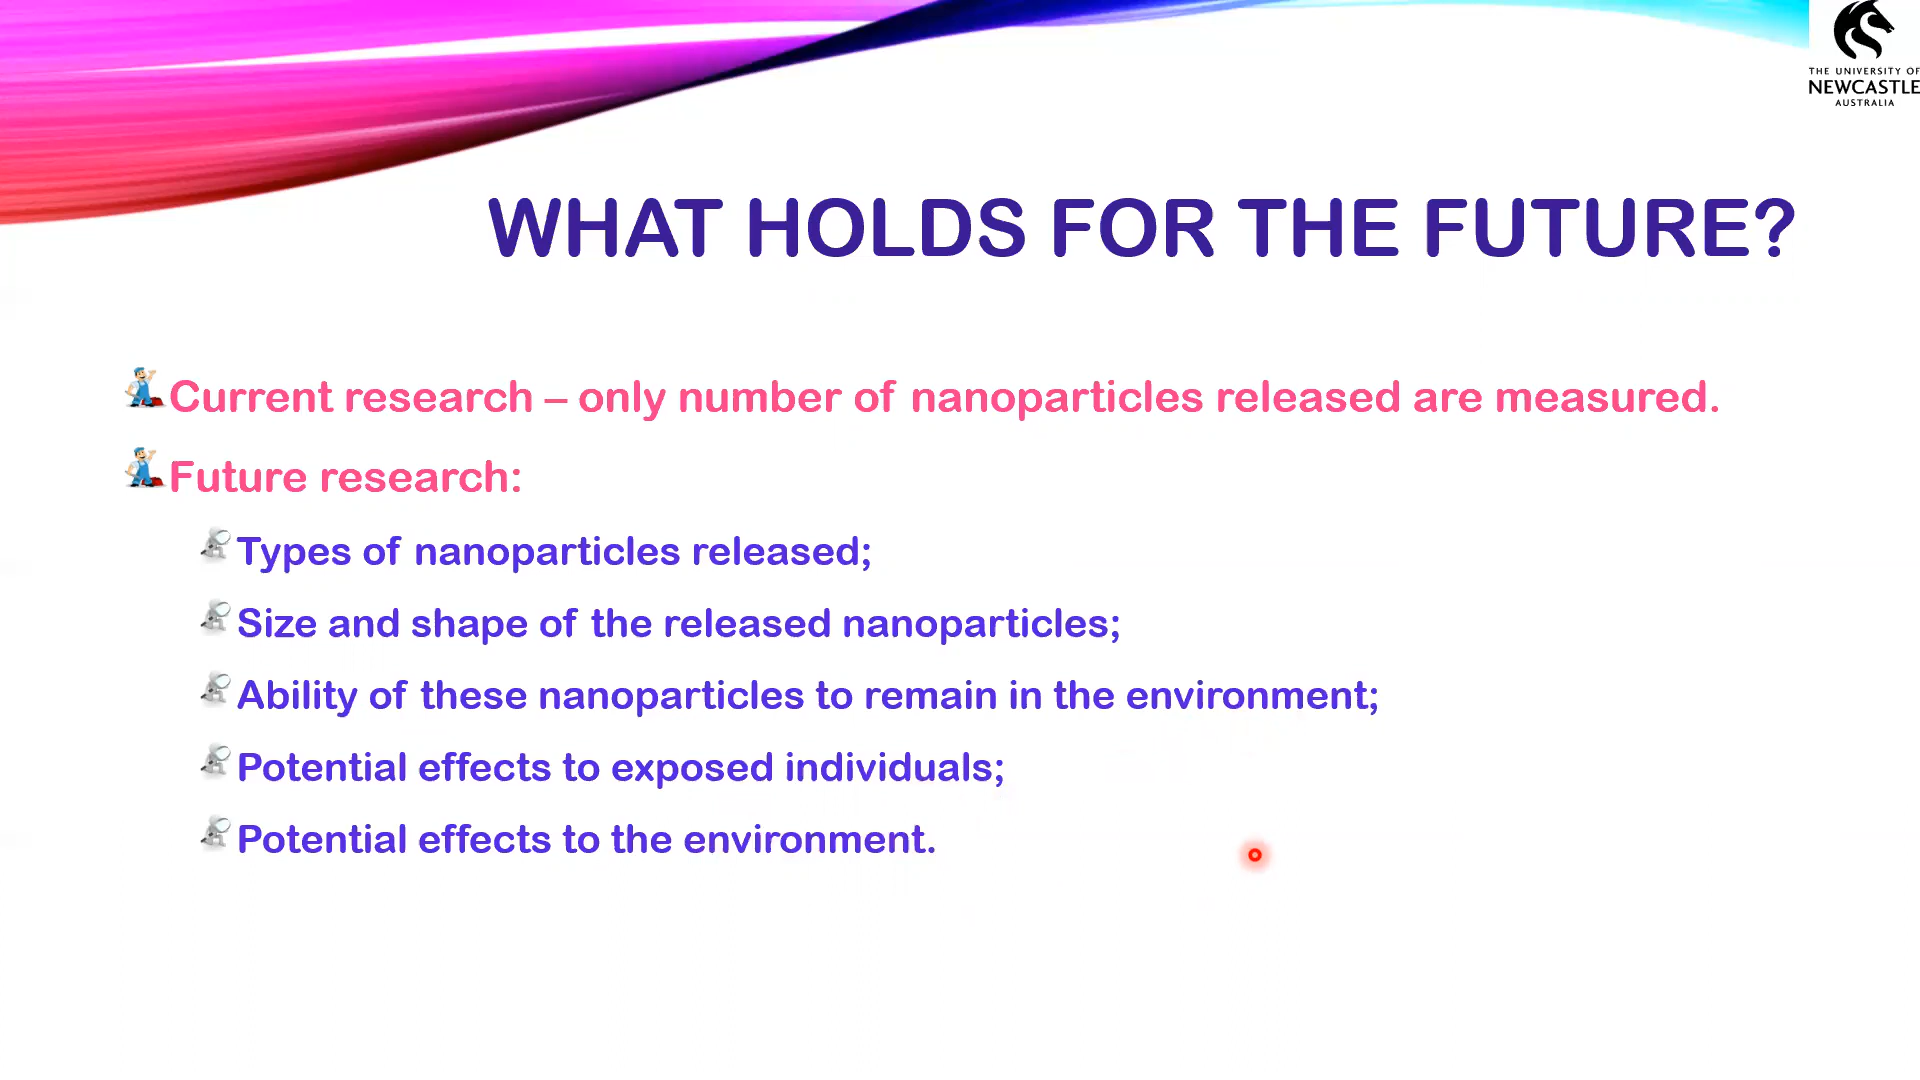 THE UNIVERSITY OF
NEWCASTLE
AUSTRALIA
WHAT HOLDS FOR THE FUTURE?
Current research – only number of nanoparticles released are measured.
Future research:
Types of nanoparticles released;
Size and shape of the released nanoparticles;
Ability of these nanoparticles to remain in the environment;
Potential effects to exposed individuals;
Potential effects to the environment.